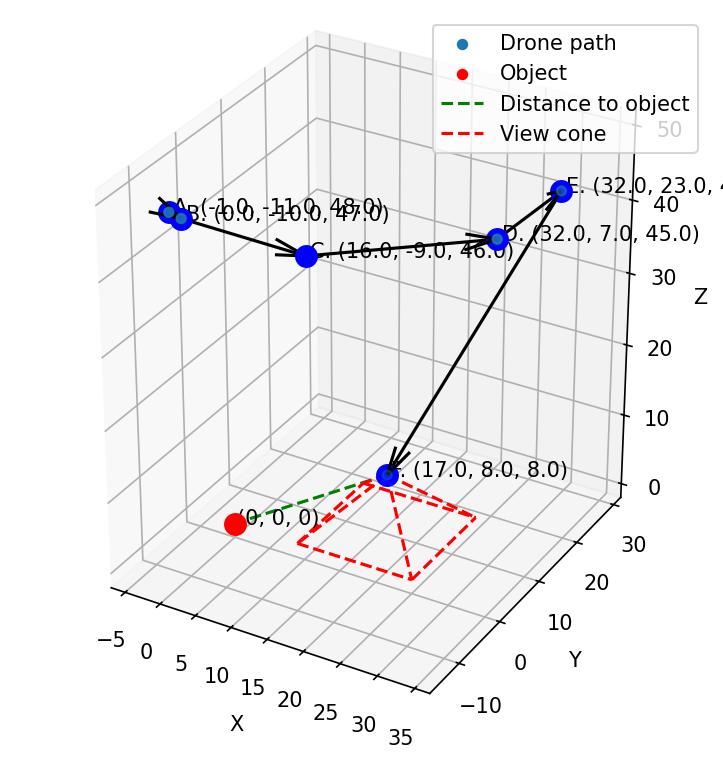 Drone path
Object
Distance to object
View cone
A. (-1.0, -11.0, 48.0)
B. (0.0, -10.0, 47.0)
C. (16.0, -9.0, 46.0)
D. (32.0, 7.0, 45.0)
E. (32.0, 23.0, 4
(17.0, 8.0, 8.0)
(0, 0, 0)
50
40
30
20
10
0
Z
30
20
10
0
−10
Y
−5
0
5
10
15
20
25
30
35
X